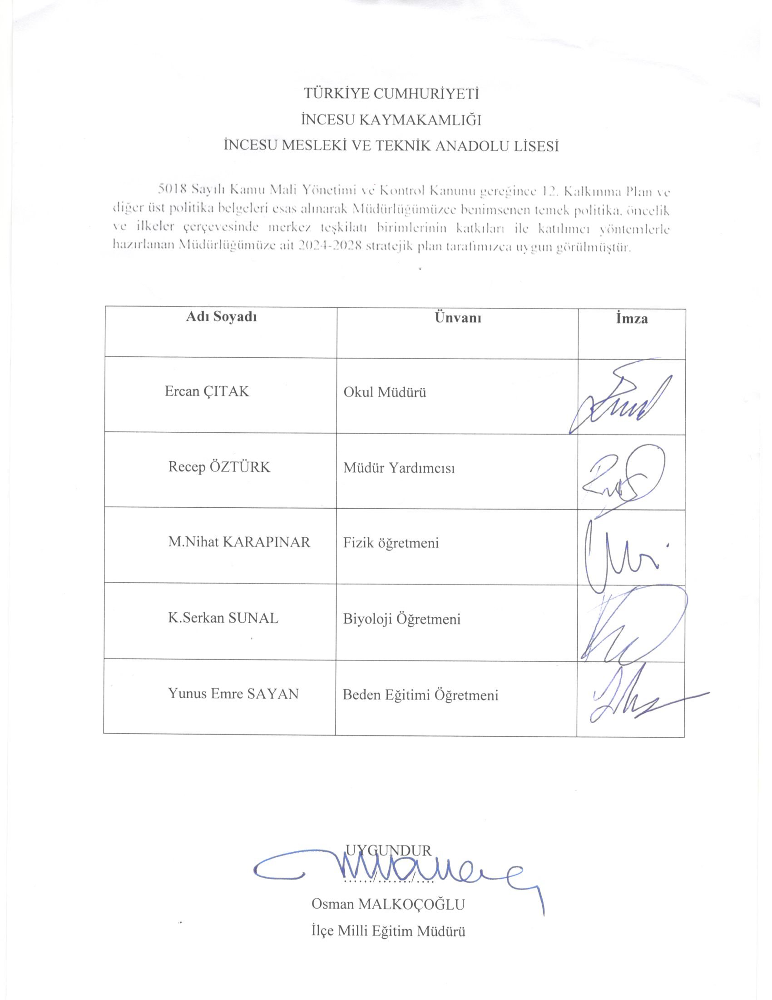 TÜRKİYE CUMHURİYETİ
İNCESU KAYMAKAMLIĞI
İNCESU MESLEKİ VE TEKNİK ANADOLU LİSESİ
5018 Sayılı Kamu Mali Yönetimi ve Kontrol Kanunu gereğince 12. Kalkınma Plan ve
diğer üst politika belgeleri esas alınarak Müdürlüğümüzce benimsenen temek politika, öncelik
ve ilkeler çerçevesinde merkez teşkilatı birimlerinin katkıları ile katılımcı yöntemlerle
hazırlanan Müdürlüğümüze ait 2024-2028 stratejik plan tarafımızca uygun görülmüştür.
Adı Soyadı Ünvanı İmza
Ercan ÇITAK Okul Müdürü
Recep ÖZTÜRK Müdür Yardımcısı
M.Nihat KARAPINAR Fizik öğretmeni
K.Serkan SUNAL Biyoloji Öğretmeni
Yunus Emre SAYAN Beden Eğitimi Öğretmeni
UYGUNDUR
....../......./....
Osman MALKOÇOĞLU
İlçe Milli Eğitim Müdürü